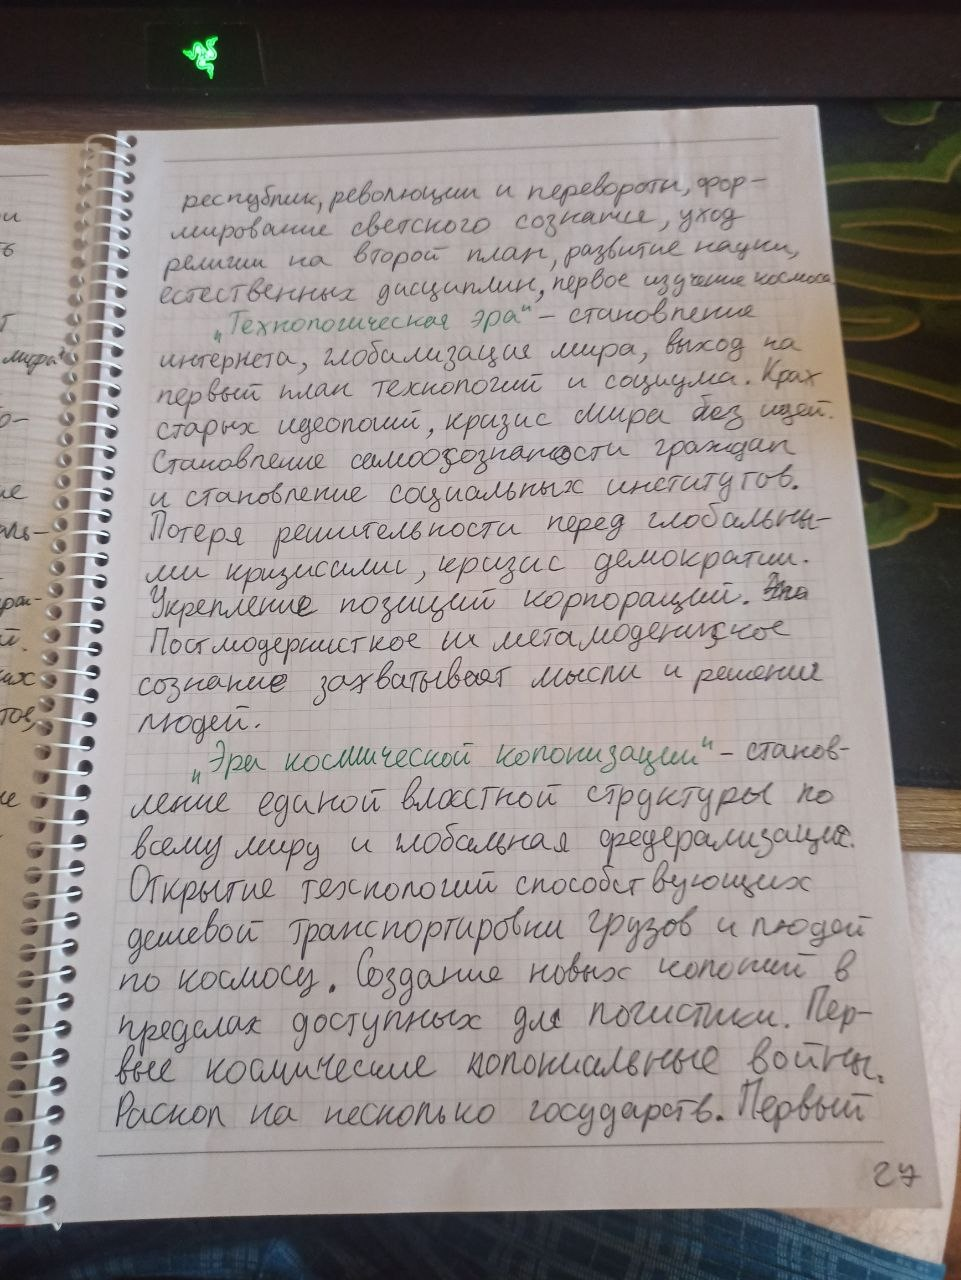 республик, революции и перевороты, фор-
мирование светского сознания, уход
религии на второй план, развитие науки,
естественных дисциплин, первое изучение космоса
„Технологическая эра" – становление
интернета, глобализация мира, выход на
первый план технологий и социума. Крах
старых идеологий, кризис мира без идей.
Становление самоосознанности граждан
и становление социальных институтов.
Потеря решительности перед глобальны-
ми кризисами, кризис демократии.
Укрепление позиций корпораций.
Постмодернисткое и метамоденизкое
сознание захватывает мысли и решения
людей.
„Эра космической колонизации" – станов-
ление единой властной структуры по
всему миру и глобальная федерализация.
Открытие технологий способствующих
дешевой транспортировки грузов и людей
по космосу. Создание новых колоний в
пределах доступных для логистики. Пер-
вые космические колониальные войны.
Раскол на несколько государств. Первый
27